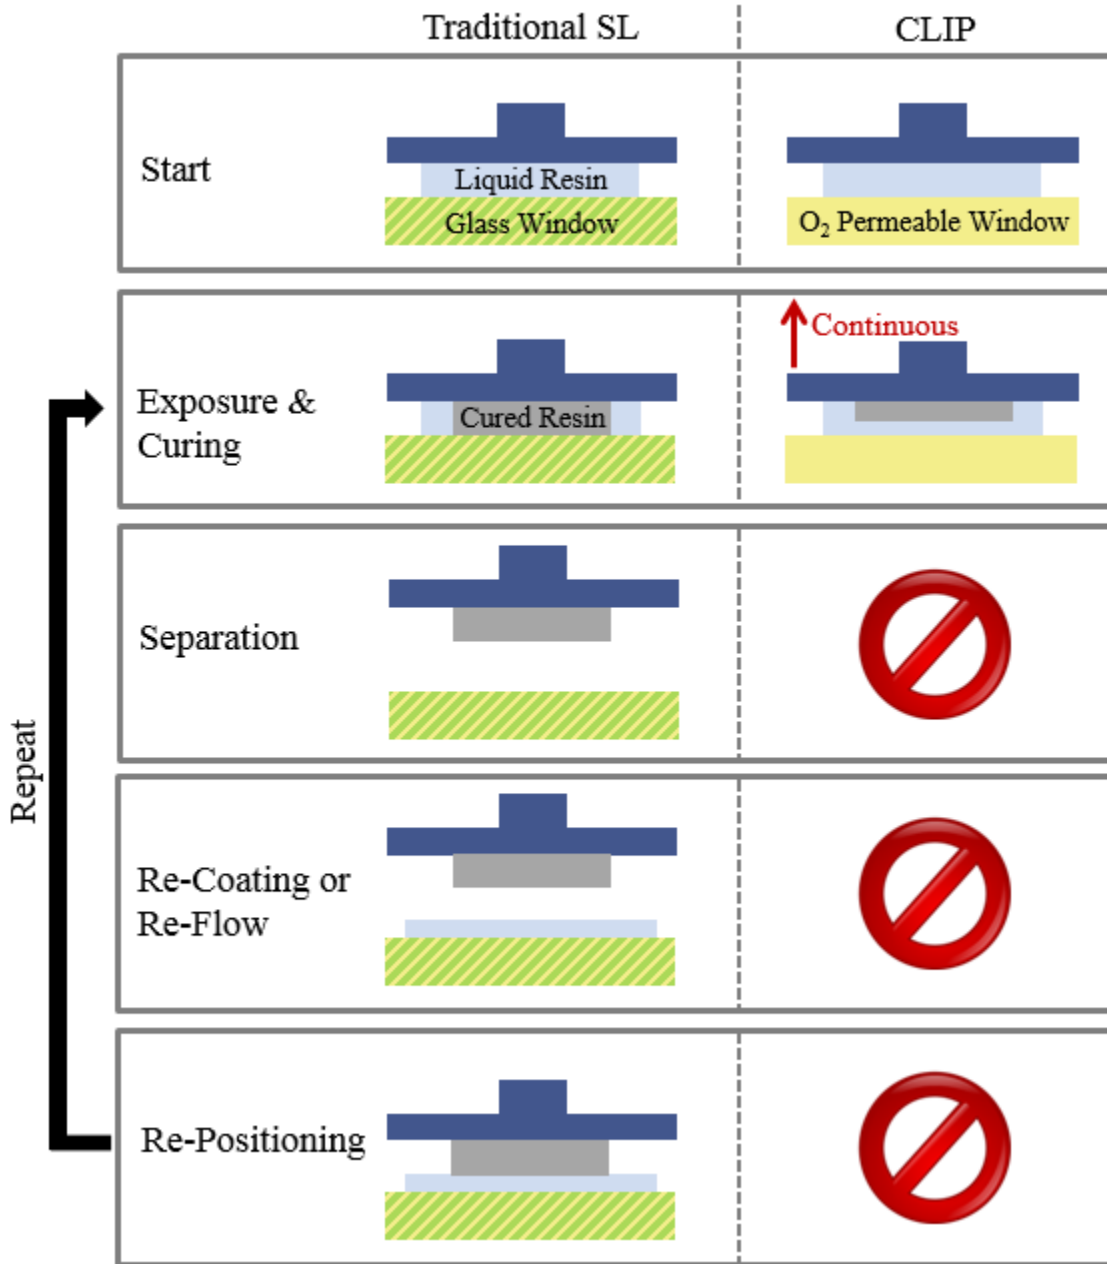 Traditional SL
CLIP
Start
Liquid Resin
Glass Window
O₂ Permeable Window
Continuous
Exposure &
Curing
Cured Resin
Separation
Repeat
Re-Coating or
Re-Flow
Re-Positioning